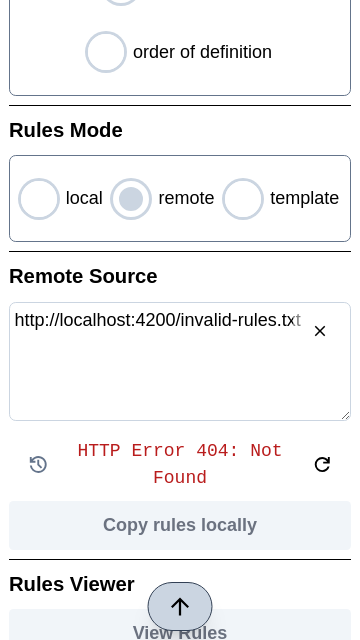 order of definition
Rules Mode
local remote template
Remote Source
http://localhost:4200/invalid-rules.txt
HTTP Error 404: Not
Found
Copy rules locally
Rules Viewer
View Rules